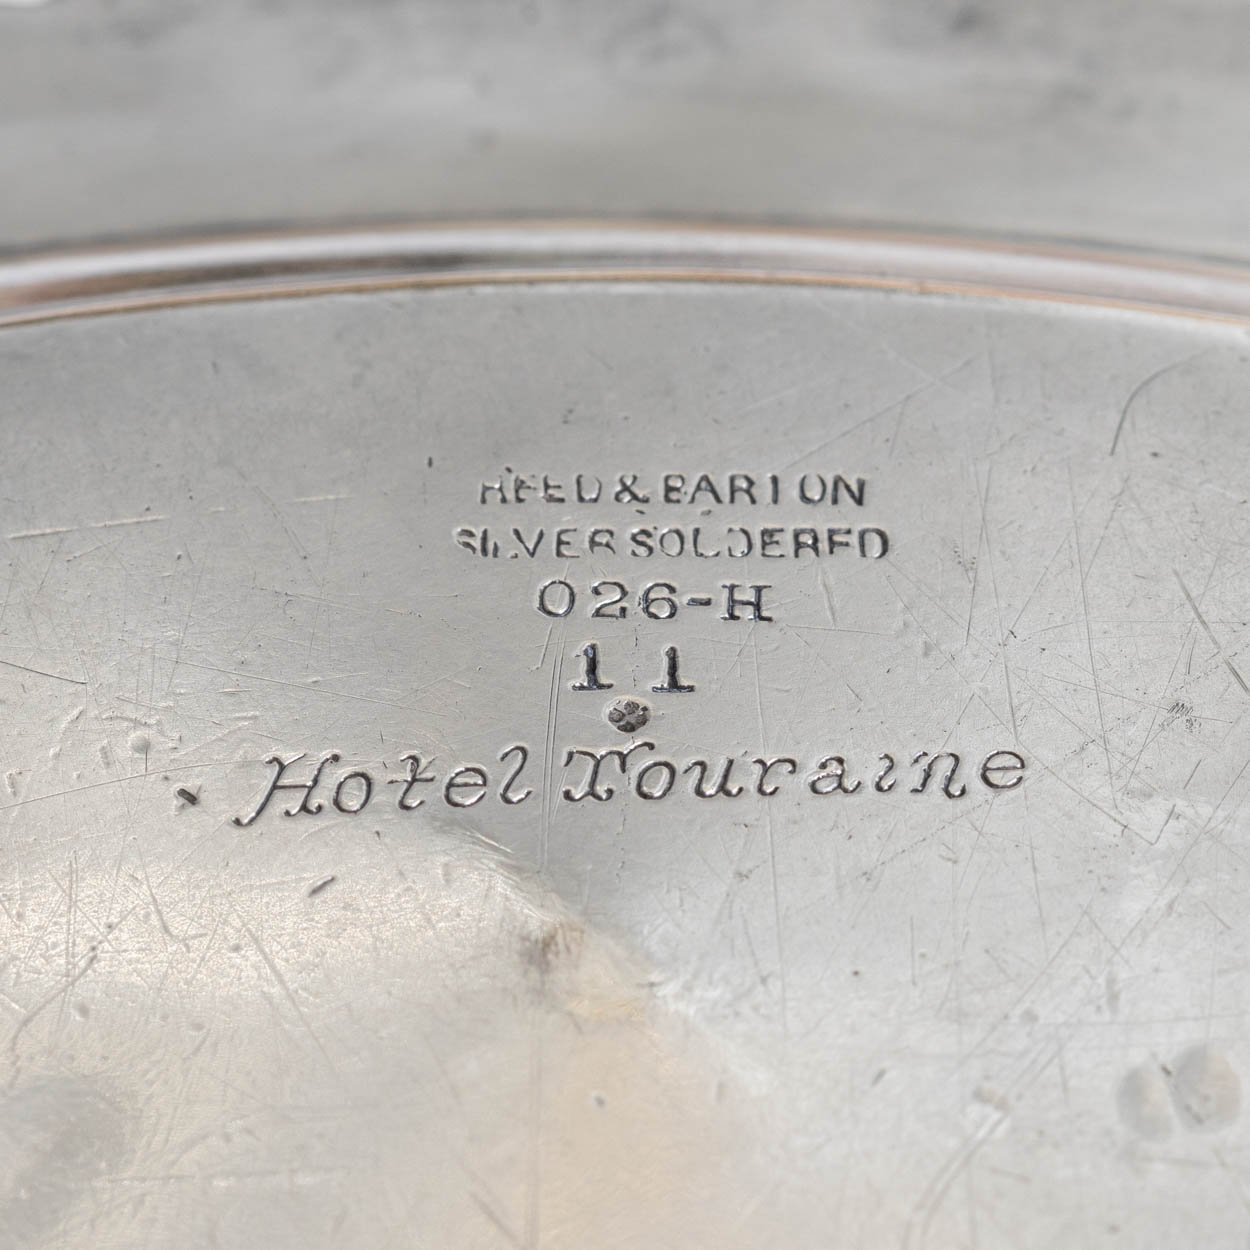 REED & BARTON
SILVER SOLDERED
026-H
11
Hotel Touraine